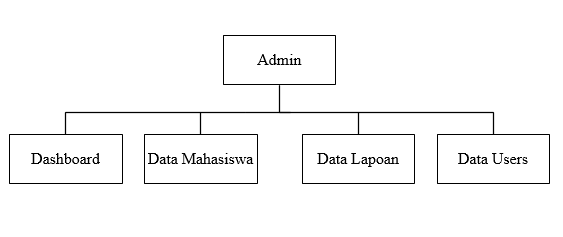 Admin
Dashboard
Data Mahasiswa
Data Lapoan
Data Users